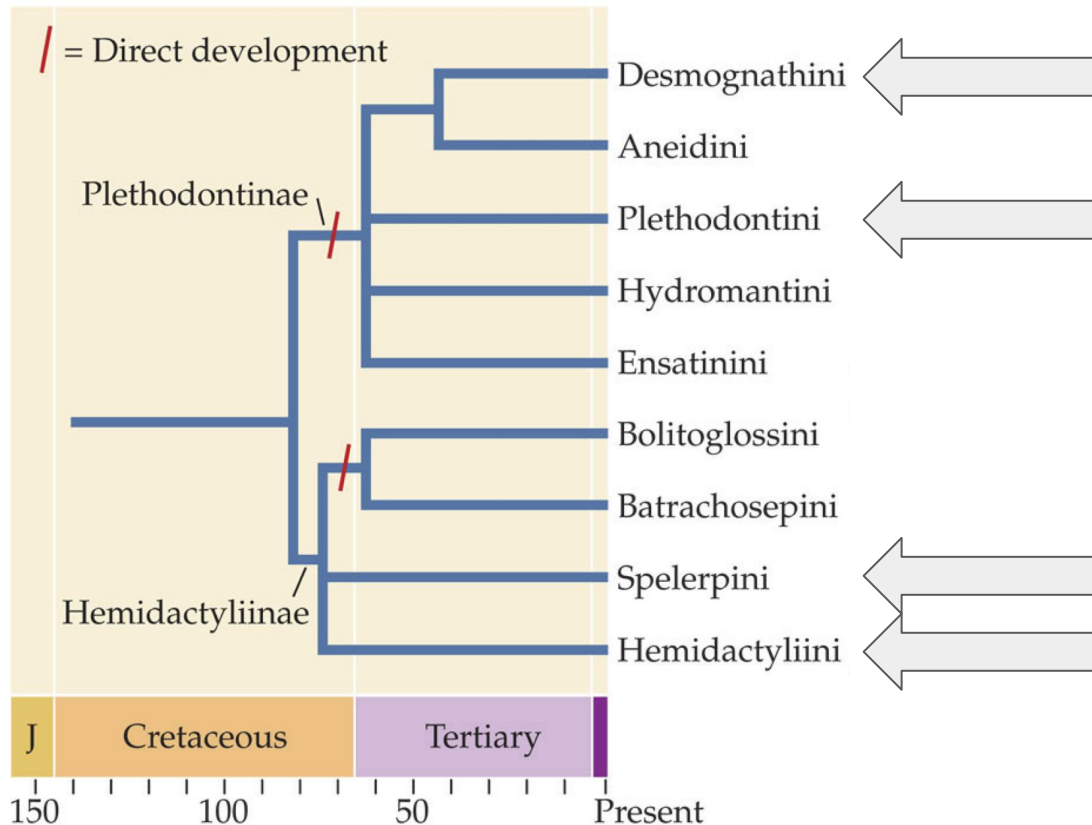 = Direct development
Desmognathini
Aneidini
Plethodontinae
Plethodontini
Hydromantini
Ensatinini
Bolitoglossini
Batrachosepini
Spelerpini
Hemidactyliinae
Hemidactyliini
J Cretaceous Tertiary
150 100 50 Present